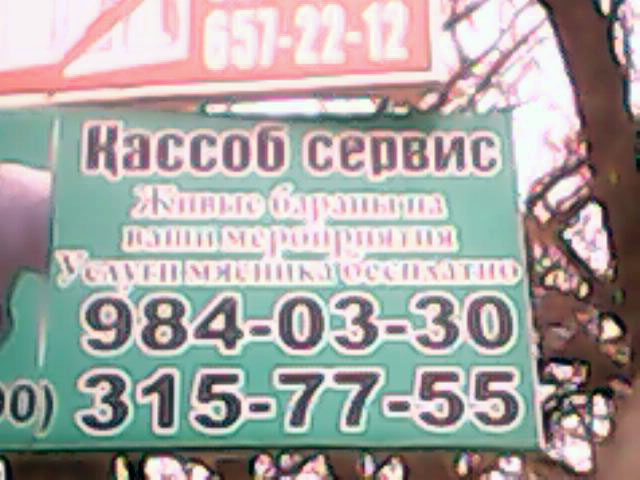 657-22-12
Қассоб сервис
Живые бараны на
ваши мероприятия
Услуги мясника бесплатно
984-03-30
90) 315-77-55